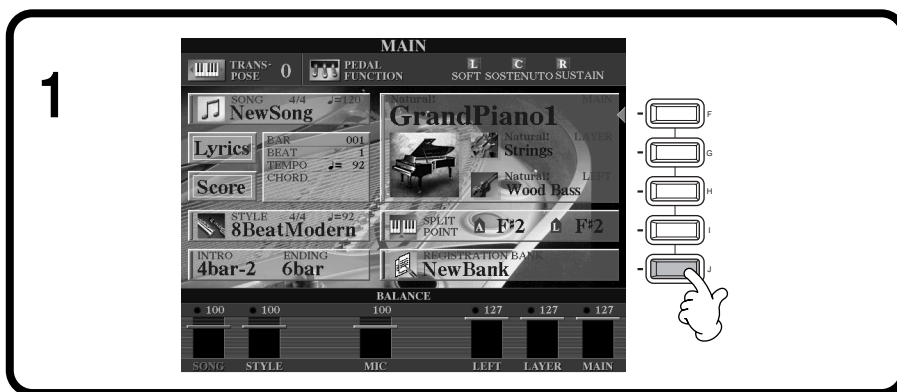 1
MAIN
TRANS-
POSE 0 PEDAL
FUNCTION L C R
SOFT SOSTENUTO SUSTAIN
SONG 4/4 ♩=120
NewSong
Natural! MAIN
GrandPiano1
Lyrics
BAR 001
BEAT 1
TEMPO ♩= 92
CHORD
Score
Natural! LAYER
Strings
Natural! LEFT
Wood Bass
STYLE 4/4 ♩=92
8BeatModern
SPLIT
POINT A F♯2 L F♯2
INTRO ENDING
4bar-2 6bar
REGISTRATION BANK
NewBank
BALANCE
100 100 100 127 127 127
SONG STYLE MIC LEFT LAYER MAIN
F
G
H
I
J